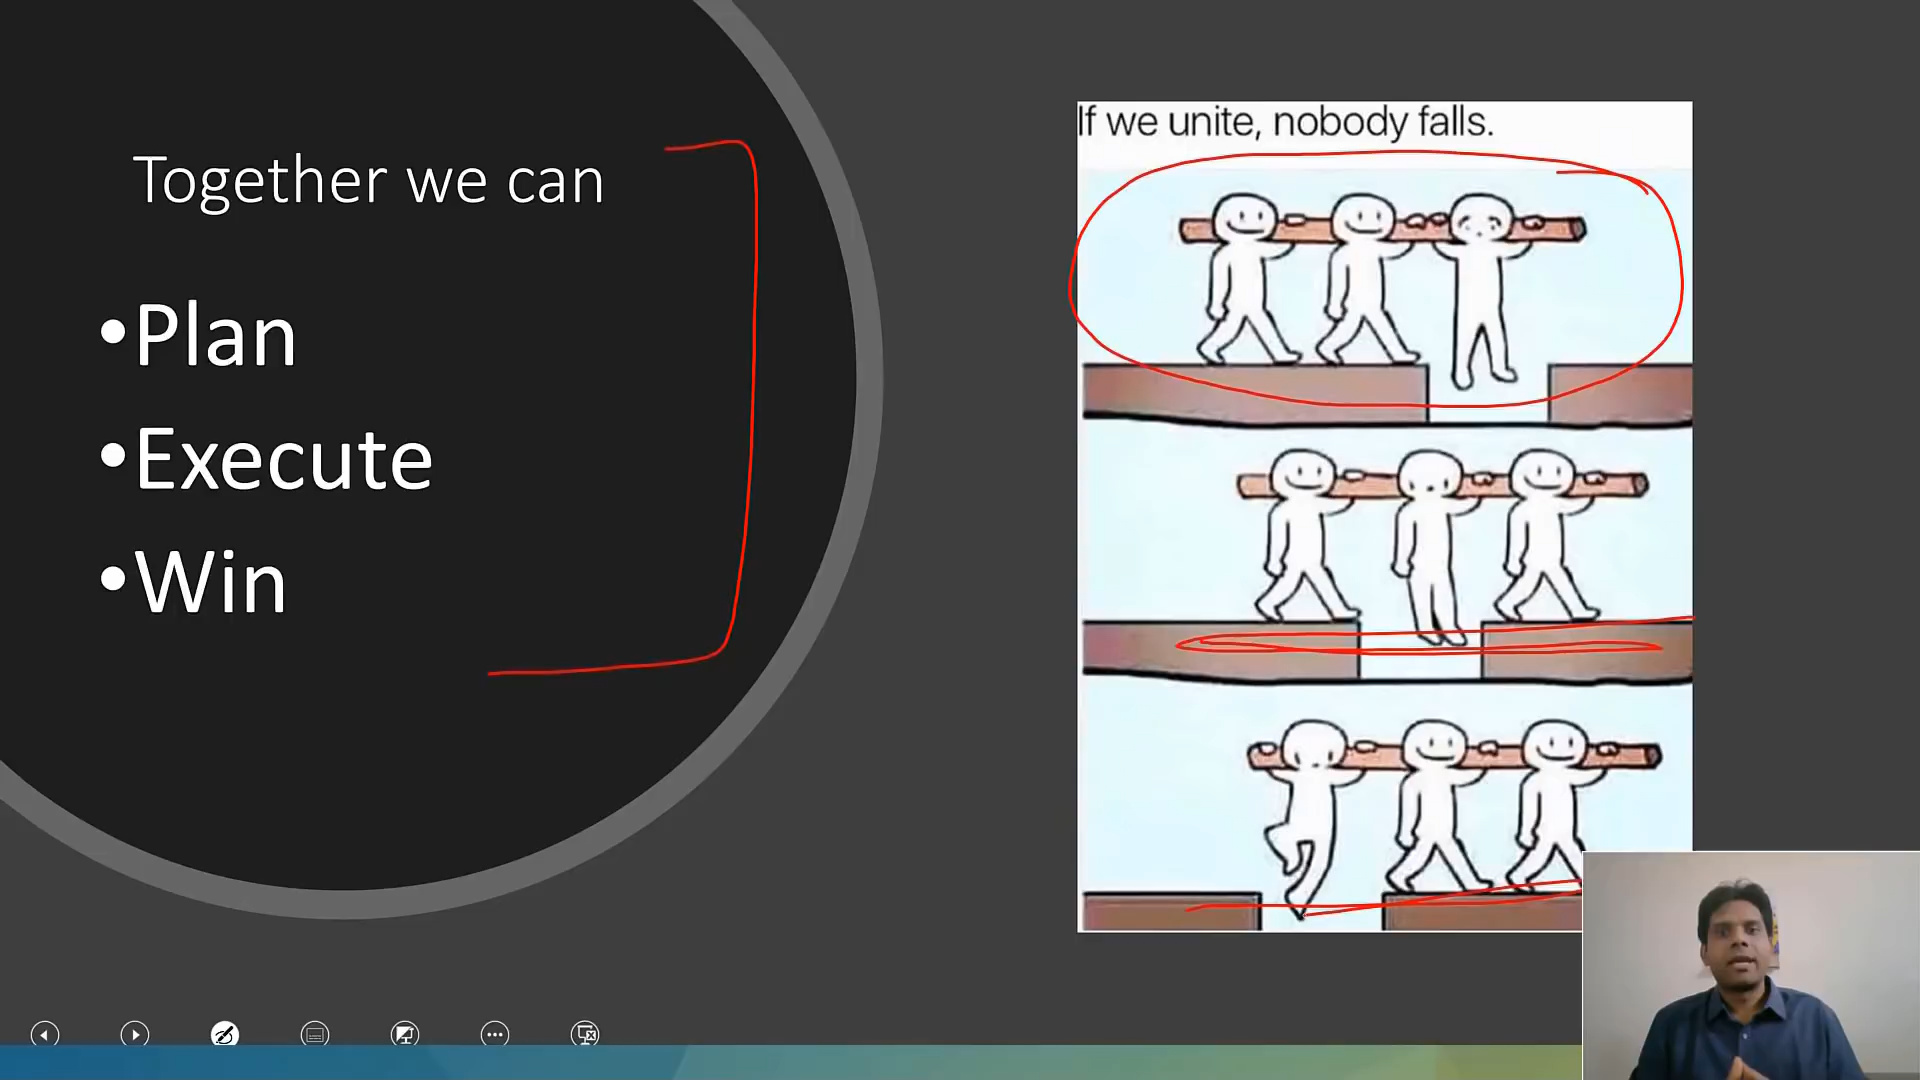 Together we can
•Plan
•Execute
•Win
If we unite, nobody falls.